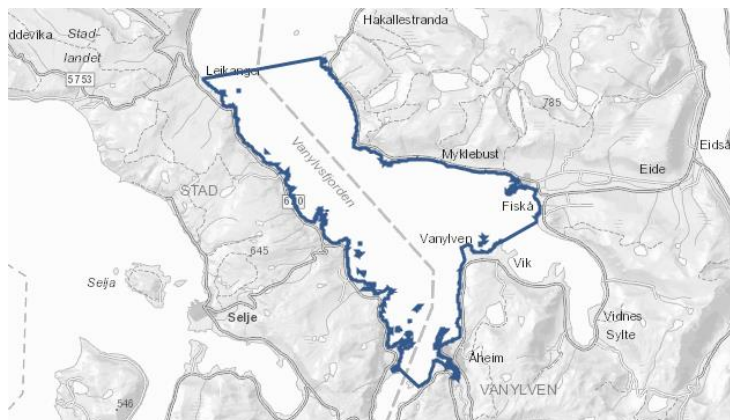 Hakallestranda
ddevika
Stad-
landet
5753
Leikanger
785
Eidså
Myklebust
Eide
Vanylvsfjorden
STAD
620
Fiskå
Vanylven
645
Vik
Selja
Selje
Vidnes
Sylte
Åheim
VANYLVEN
546